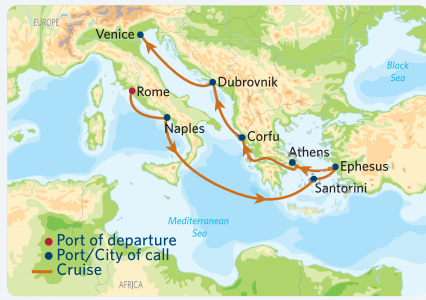 EUROPE
Venice
Black
Sea
Dubrovnik
Rome
Naples
Corfu
Athens
Ephesus
Santorini
Mediterranean
Sea
Port of departure
Port/City of call
Cruise
AFRICA